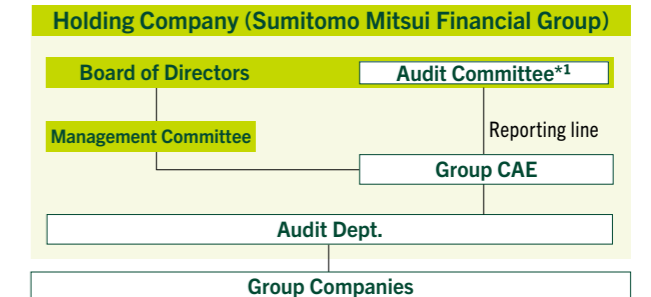 Holding Company (Sumitomo Mitsui Financial Group)
Board of Directors
Audit Committee*1
Management Committee
Reporting line
Group CAE
Audit Dept.
Group Companies